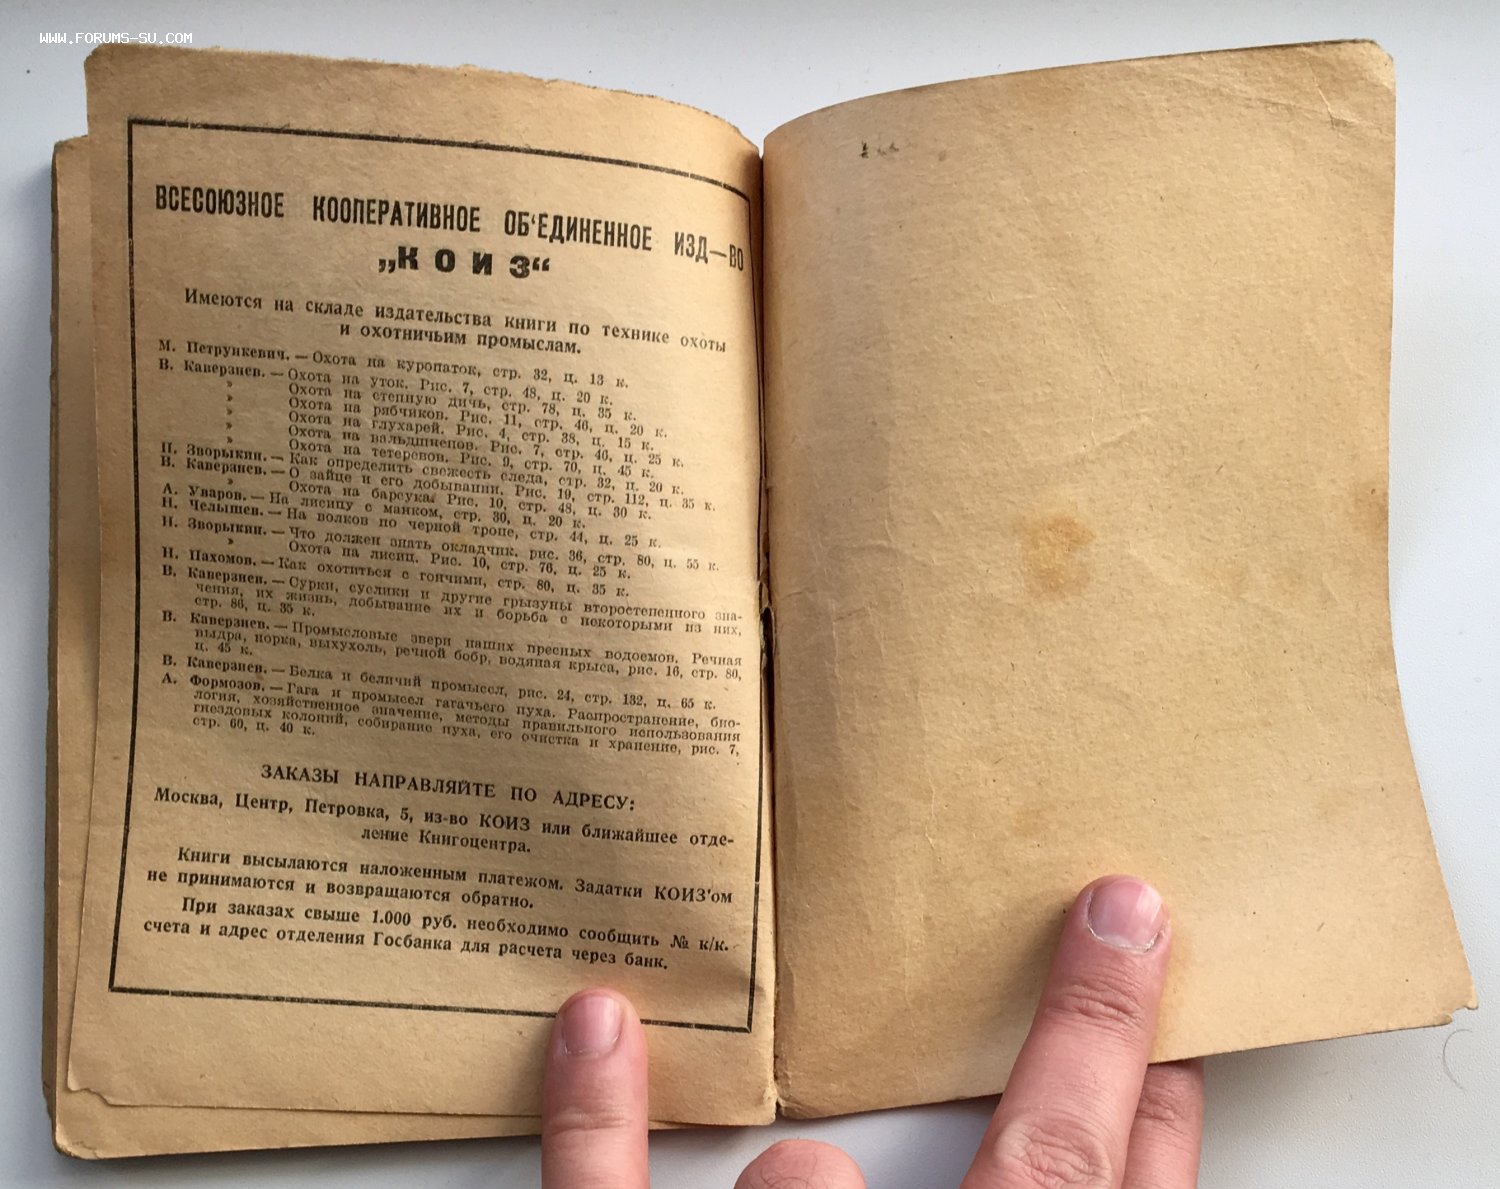 WWW.FORUMS-SU.COM
ВСЕСОЮЗНОЕ КООПЕРАТИВНОЕ ОБ'ЕДИНЕННОЕ ИЗД—ВО
„КОИЗ“
Имеются на складе издательства книги по технике охоты
и охотничьим промыслам.
М. Петрункевич. — Охота на куропаток, стр. 32, ц. 13 к.
В. Каверзнев. — Охота на уток. Рис. 7, стр. 48, ц. 20 к.
» Охота на степную дичь, стр. 78, ц. 35 к.
» Охота на рябчиков. Рис. 11, стр. 46, ц. 20 к.
» Охота на глухарей. Рис. 4, стр. 38, ц. 15 к.
» Охота на вальдшнепов. Рис. 7, стр. 46, ц. 25 к.
» Охота на тетеревов. Рис. 9, стр. 70, ц. 45 к.
Н. Зворыкин. — Как определить свежесть следа, стр. 32, ц. 20 к.
В. Каверзнев. — О зайце и его добывании. Рис. 19, стр. 112, ц. 35 к.
» Охота на барсука. Рис. 10, стр. 48, ц. 30 к.
А. Уваров. — На лисицу с манком, стр. 30, ц. 20 к.
Н. Челышев. — На волков по черной тропе, стр. 44, ц. 25 к.
Н. Зворыкин. — Что должен знать окладчик. рис. 36, стр. 80, ц. 55 к.
» Охота на лисиц. Рис. 10, стр. 76, ц. 25 к.
Н. Пахомов. — Как охотиться с гончими, стр. 80, ц. 35 к.
В. Каверзнев. — Сурки, суслики и другие грызуны второстепенного зна-
чения, их жизнь, добывание их и борьба с некоторыми из них,
стр. 86, ц. 35 к.
В. Каверзнев. — Промысловые звери наших пресных водоемов. Речная
выдра, норка, выхухоль, речной бобр, водяная крыса, рис. 16, стр. 80,
ц. 45 к.
В. Каверзнев. — Белка и беличий промысел, рис. 24, стр. 132, ц. 65 к.
А. Формозов. — Гага и промысел гагачьего пуха. Распространение, био-
логия, хозяйственное значение, методы правильного использования
гнездовых колоний, собирание пуха, его очистка и хранение, рис. 7,
стр. 60, ц. 40 к.
ЗАКАЗЫ НАПРАВЛЯЙТЕ ПО АДРЕСУ:
Москва, Центр, Петровка, 5, из-во КОИЗ или ближайшее отде-
ление Книгоцентра.
Книги высылаются наложенным платежом. Задатки КОИЗ'ом
не принимаются и возвращаются обратно.
При заказах свыше 1.000 руб. необходимо сообщить № к/к.
счета и адрес отделения Госбанка для расчета через банк.